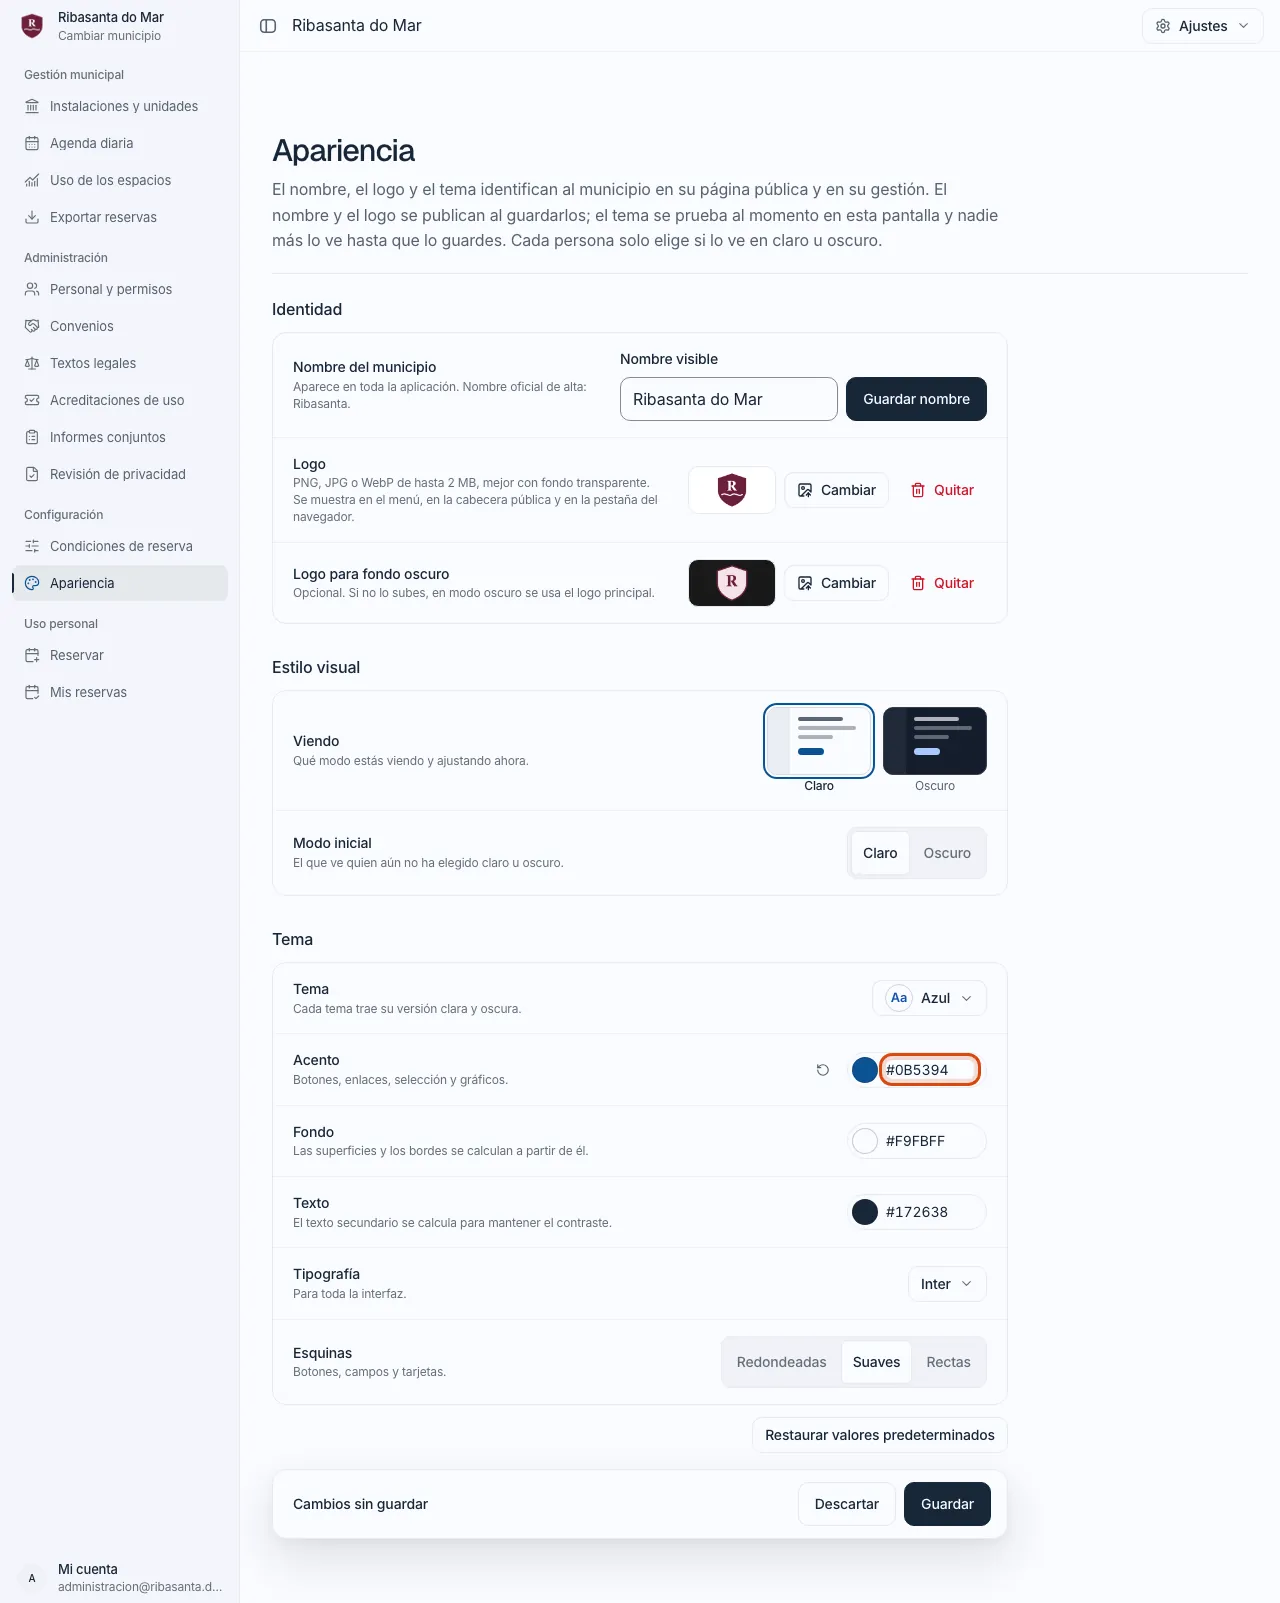 Ribasanta do Mar
Cambiar municipio
Ribasanta do Mar
Ajustes
Gestión municipal
Instalaciones y unidades
Agenda diaria
Uso de los espacios
Exportar reservas
Administración
Personal y permisos
Convenios
Textos legales
Acreditaciones de uso
Informes conjuntos
Revisión de privacidad
Configuración
Condiciones de reserva
Apariencia
Uso personal
Reservar
Mis reservas
A
Mi cuenta
administracion@ribasanta.d...
Apariencia
El nombre, el logo y el tema identifican al municipio en su página pública y en su gestión. El
nombre y el logo se publican al guardarlos; el tema se prueba al momento en esta pantalla y nadie
más lo ve hasta que lo guardes. Cada persona solo elige si lo ve en claro u oscuro.
Identidad
Nombre del municipio
Aparece en toda la aplicación. Nombre oficial de alta:
Ribasanta.
Nombre visible
Ribasanta do Mar
Guardar nombre
Logo
PNG, JPG o WebP de hasta 2 MB, mejor con fondo transparente.
Se muestra en el menú, en la cabecera pública y en la pestaña del
navegador.
R
Cambiar
Quitar
Logo para fondo oscuro
Opcional. Si no lo subes, en modo oscuro se usa el logo principal.
R
Cambiar
Quitar
Estilo visual
Viendo
Qué modo estás viendo y ajustando ahora.
Claro
Oscuro
Modo inicial
El que ve quien aún no ha elegido claro u oscuro.
Claro
Oscuro
Tema
Tema
Cada tema trae su versión clara y oscura.
Aa
Azul
Acento
Botones, enlaces, selección y gráficos.
#0B5394
Fondo
Las superficies y los bordes se calculan a partir de él.
#F9FBFF
Texto
El texto secundario se calcula para mantener el contraste.
#172638
Tipografía
Para toda la interfaz.
Inter
Esquinas
Botones, campos y tarjetas.
Redondeadas
Suaves
Rectas
Restaurar valores predeterminados
Cambios sin guardar
Descartar
Guardar